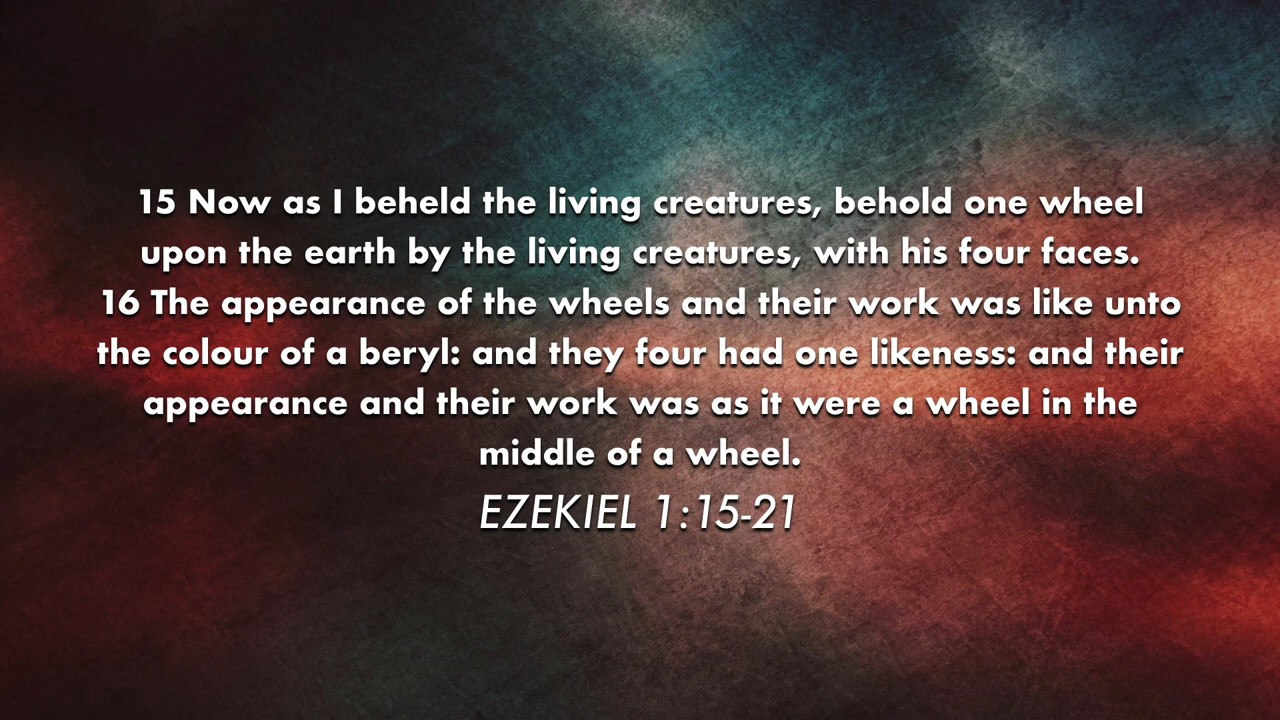 15 Now as I beheld the living creatures, behold one wheel
upon the earth by the living creatures, with his four faces.
16 The appearance of the wheels and their work was like unto
the colour of a beryl: and they four had one likeness: and their
appearance and their work was as it were a wheel in the
middle of a wheel.
EZEKIEL 1:15-21